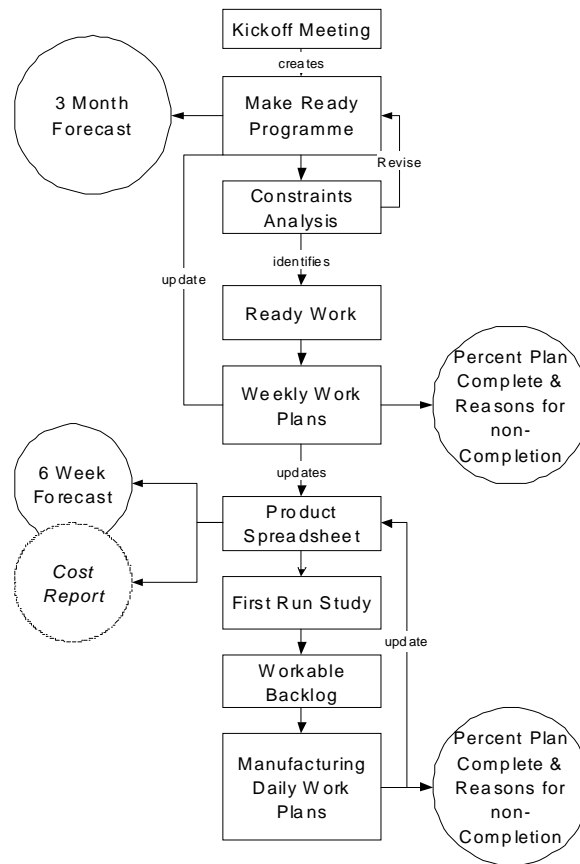 Kickoff Meeting
creates
3 Month
Forecast
Make Ready
Programme
Revise
Constraints
Analysis
identifies
update
Ready Work
Weekly Work
Plans
Percent Plan
Complete &
Reasons for
non-
Completion
updates
6 Week
Forecast
Product
Spreadsheet
Cost
Report
First Run Study
update
Workable
Backlog
Manufacturing
Daily Work
Plans
Percent Plan
Complete &
Reasons for
non-
Completion